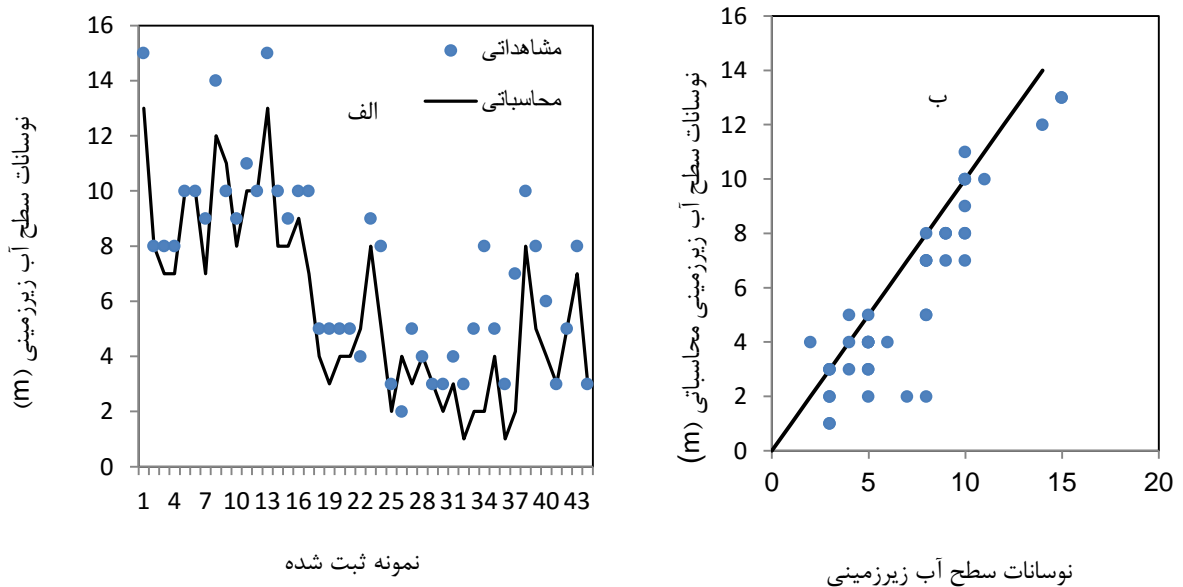 نوسانات سطح آب زیرزمینی (m)
16
14
12
10
8
6
4
2
0
مشاهداتی
محاسباتی
الف
1 4 7 10 13 16 19 22 25 28 31 34 37 40 43
نمونه ثبت شده
نوسانات سطح آب زیرزمینی محاسباتی (m)
16
14
12
10
8
6
4
2
0
ب
0 5 10 15 20
نوسانات سطح آب زیرزمینی